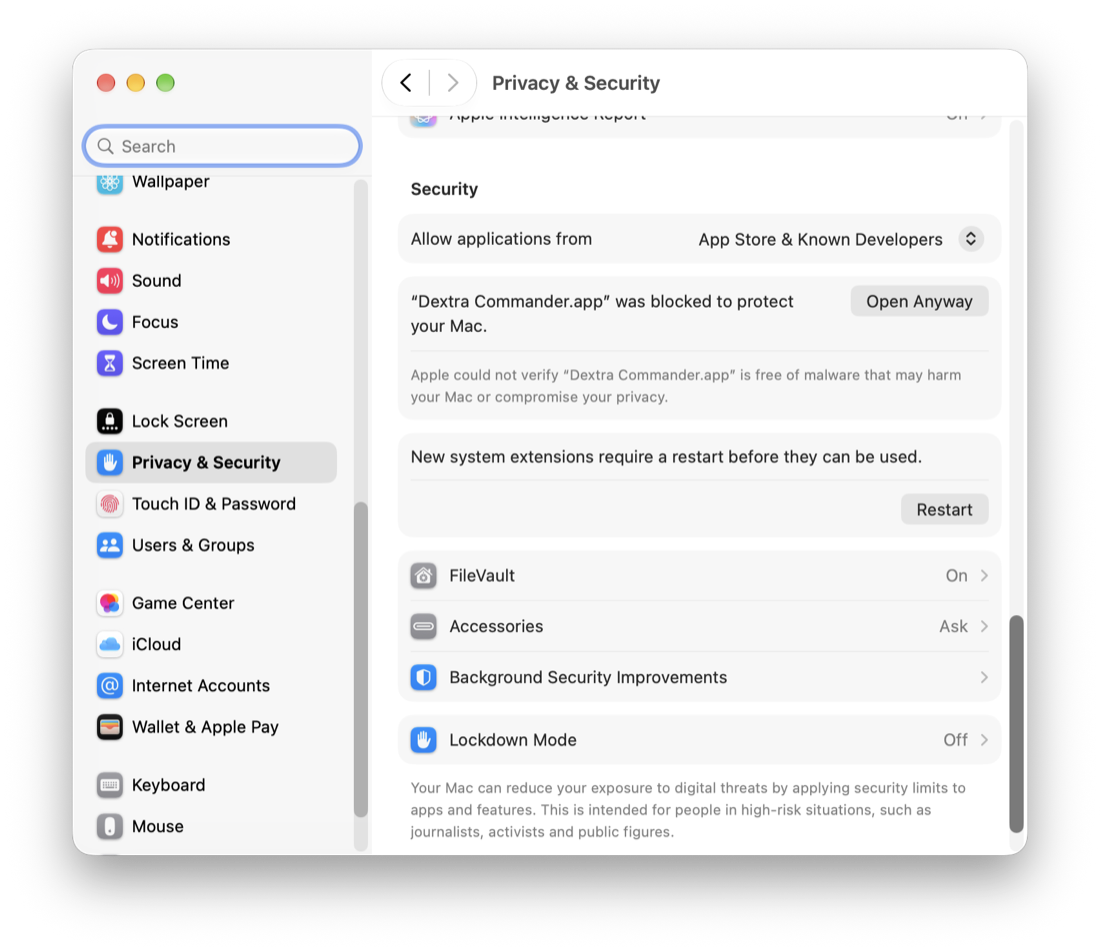 Privacy & Security
Search
Wallpaper
Notifications
Sound
Focus
Screen Time
Lock Screen
Privacy & Security
Touch ID & Password
Users & Groups
Game Center
iCloud
Internet Accounts
Wallet & Apple Pay
Keyboard
Mouse
Apple Intelligence Report
Security
Allow applications from App Store & Known Developers
“Dextra Commander.app” was blocked to protect
your Mac.
Open Anyway
Apple could not verify “Dextra Commander.app” is free of malware that may harm
your Mac or compromise your privacy.
New system extensions require a restart before they can be used.
Restart
FileVault On
Accessories Ask
Background Security Improvements
Lockdown Mode Off
Your Mac can reduce your exposure to digital threats by applying security limits to
apps and features. This is intended for people in high-risk situations, such as
journalists, activists and public figures.